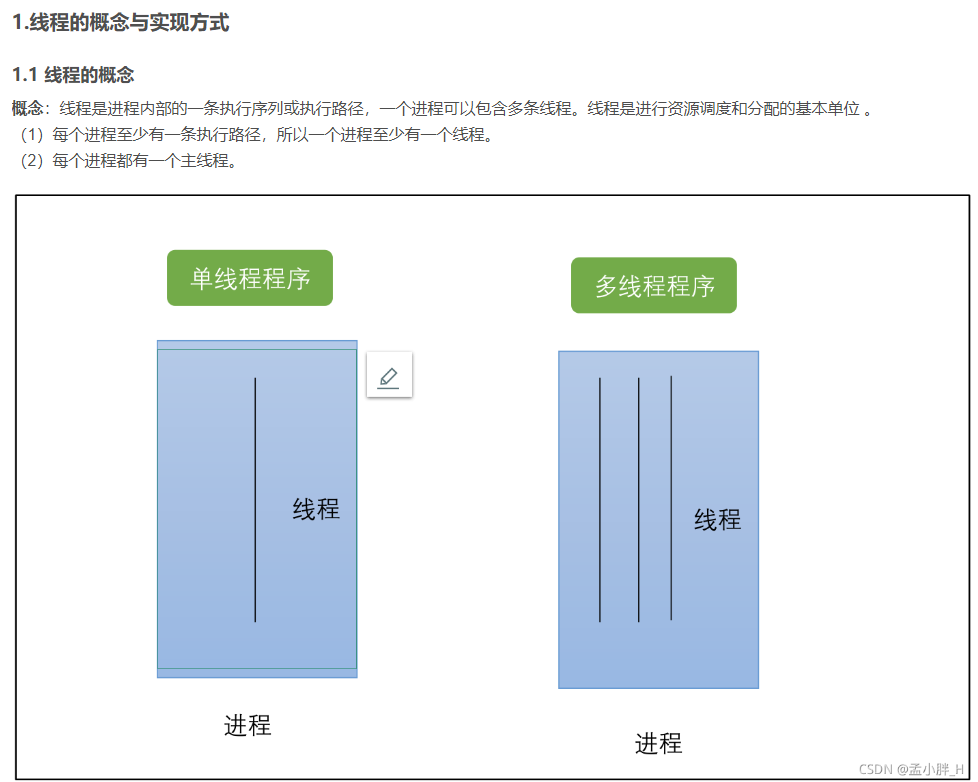 1.线程的概念与实现方式
1.1 线程的概念
概念：线程是进程内部的一条执行序列或执行路径，一个进程可以包含多条线程。线程是进行资源调度和分配的基本单位 。
（1）每个进程至少有一条执行路径，所以一个进程至少有一个线程。
（2）每个进程都有一个主线程。
单线程程序
多线程程序
线程
线程
进程
进程
CSDN @孟小胖_H